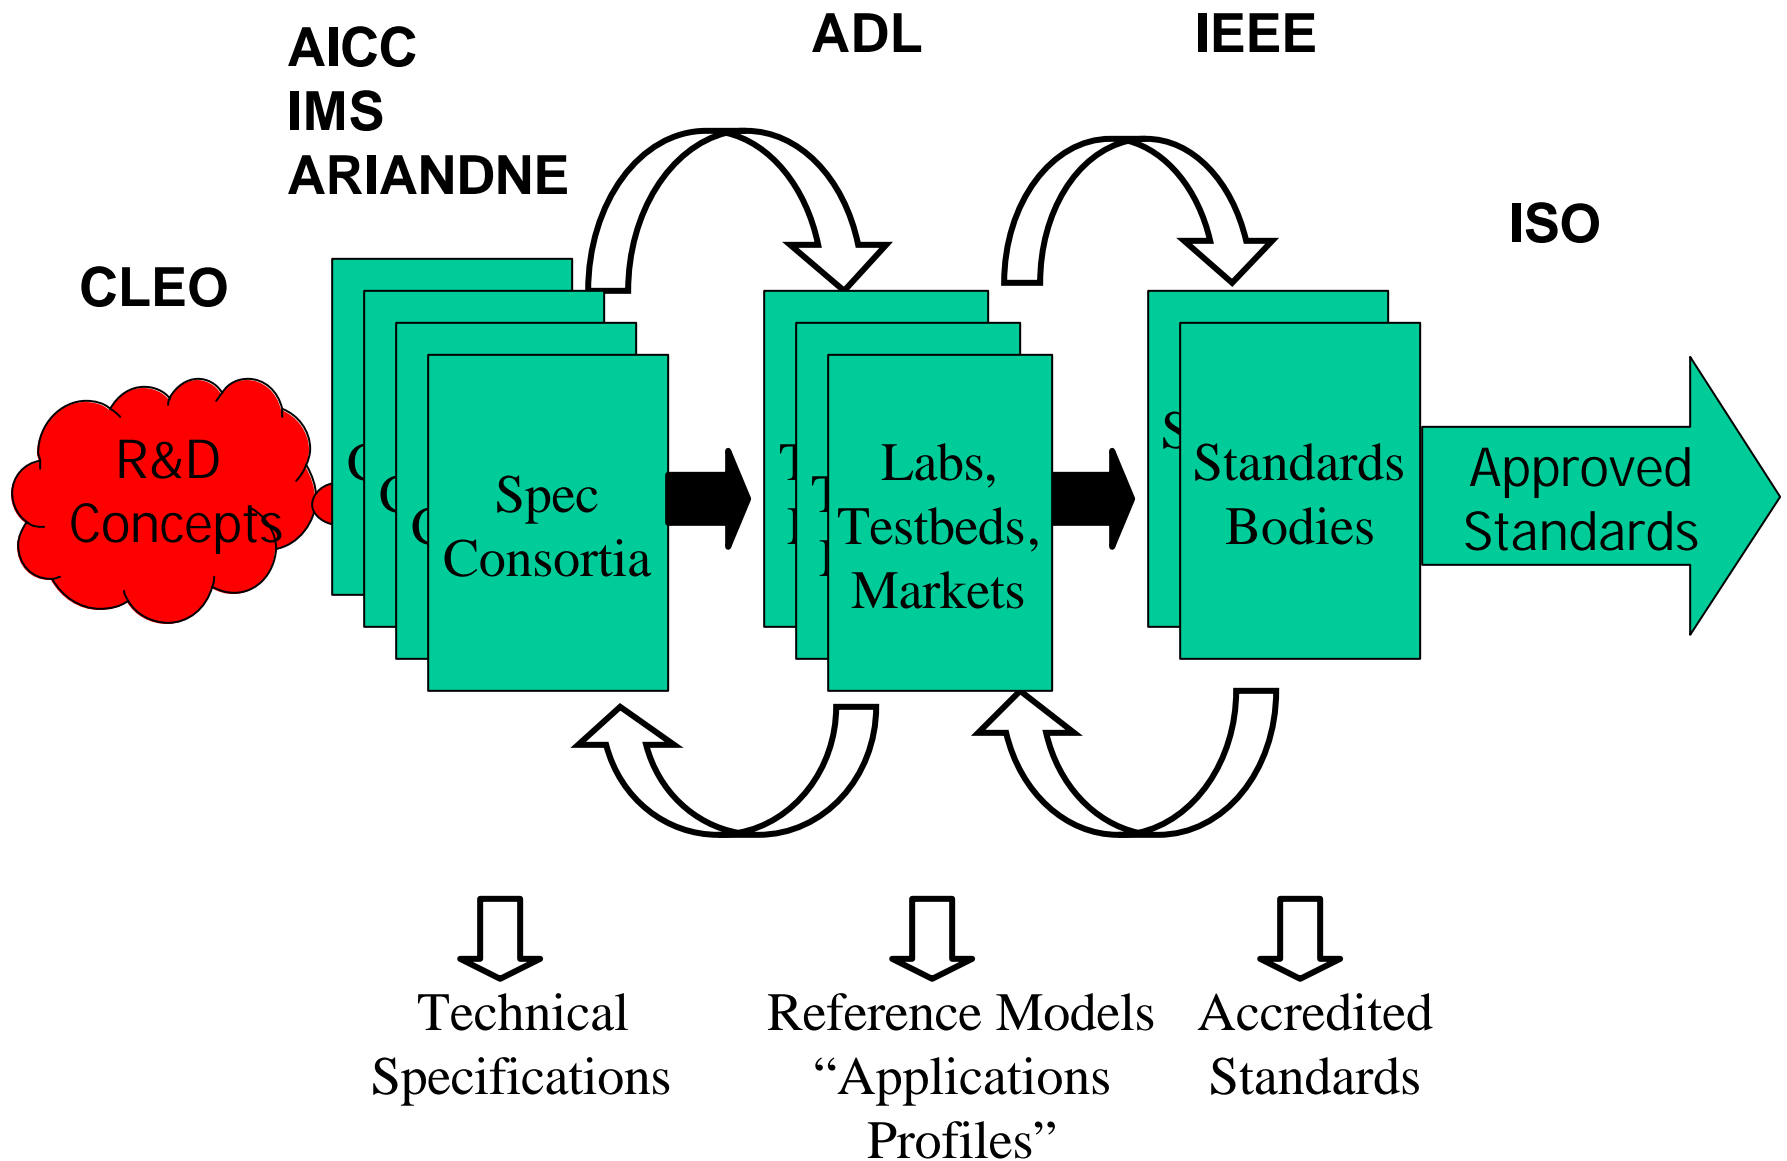 AICC
IMS
ARIANDNE
ADL
IEEE
ISO
CLEO
R&D
Concepts
Spec
Consortia
Labs,
Testbeds,
Markets
Standards
Bodies
Approved
Standards
Technical
Specifications
Reference Models
“Applications
Profiles”
Accredited
Standards